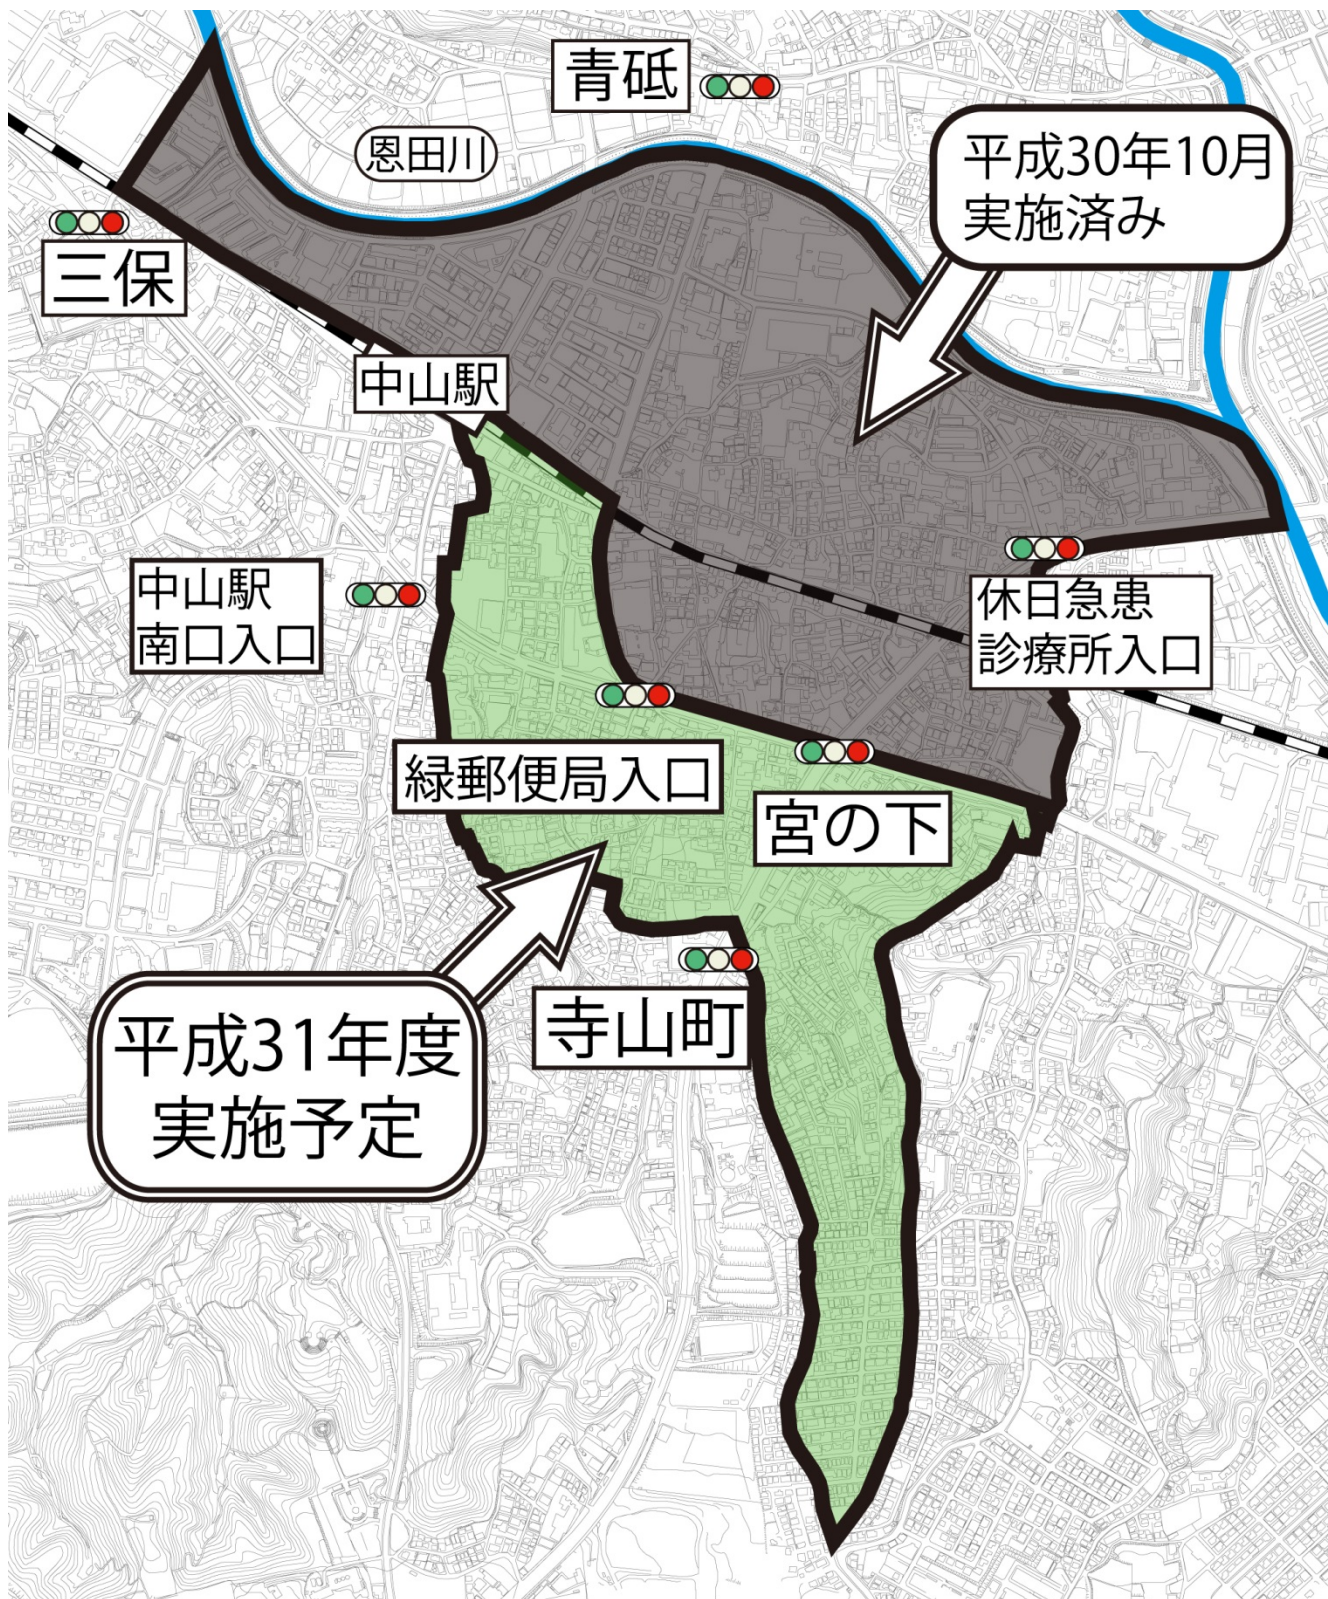 青砥
恩田川
平成30年10月
実施済み
三保
中山駅
中山駅
南口入口
休日急患
診療所入口
緑郵便局入口
宮の下
寺山町
平成31年度
実施予定